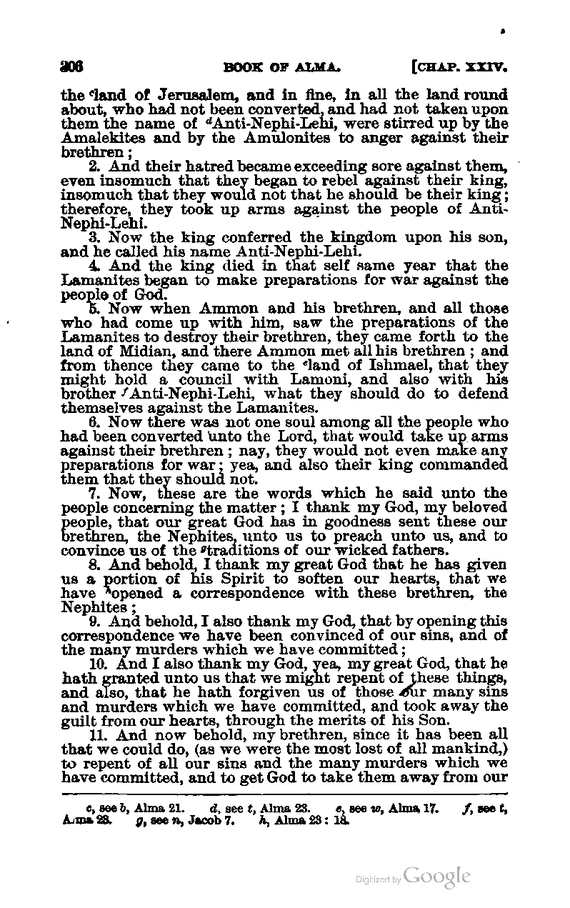 206 BOOK OF ALMA. [CHAP. XXIV.
the ᶜland of Jerusalem, and in fine, in all the land round
about, who had not been converted, and had not taken upon
them the name of ᵈAnti-Nephi-Lehi, were stirred up by the
Amalekites and by the Amulonites to anger against their
brethren;
2. And their hatred became exceeding sore against them,
even insomuch that they began to rebel against their king,
insomuch that they would not that he should be their king;
therefore, they took up arms against the people of Anti-
Nephi-Lehi.
3. Now the king conferred the kingdom upon his son,
and he called his name Anti-Nephi-Lehi.
4. And the king died in that self same year that the
Lamanites began to make preparations for war against the
people of God.
5. Now when Ammon and his brethren, and all those
who had come up with him, saw the preparations of the
Lamanites to destroy their brethren, they came forth to the
land of Midian, and there Ammon met all his brethren; and
from thence they came to the ᵉland of Ishmael, that they
might hold a council with Lamoni, and also with his
brother ᶠAnti-Nephi-Lehi, what they should do to defend
themselves against the Lamanites.
6. Now there was not one soul among all the people who
had been converted unto the Lord, that would take up arms
against their brethren; nay, they would not even make any
preparations for war; yea, and also their king commanded
them that they should not.
7. Now, these are the words which he said unto the
people concerning the matter; I thank my God, my beloved
people, that our great God has in goodness sent these our
brethren, the Nephites, unto us to preach unto us, and to
convince us of the ᵍtraditions of our wicked fathers.
8. And behold, I thank my great God that he has given
us a portion of his Spirit to soften our hearts, that we
have ʰopened a correspondence with these brethren, the
Nephites;
9. And behold, I also thank my God, that by opening this
correspondence we have been convinced of our sins, and of
the many murders which we have committed;
10. And I also thank my God, yea, my great God, that he
hath granted unto us that we might repent of these things,
and also, that he hath forgiven us of those our many sins
and murders which we have committed, and took away the
guilt from our hearts, through the merits of his Son.
11. And now behold, my brethren, since it has been all
that we could do, (as we were the most lost of all mankind,)
to repent of all our sins and the many murders which we
have committed, and to get God to take them away from our
c, see b, Alma 21. d, see t, Alma 23. e, see w, Alma 17. f, see t,
Alma 23. g, see n, Jacob 7. h, Alma 23: 18.
Digitized by Google